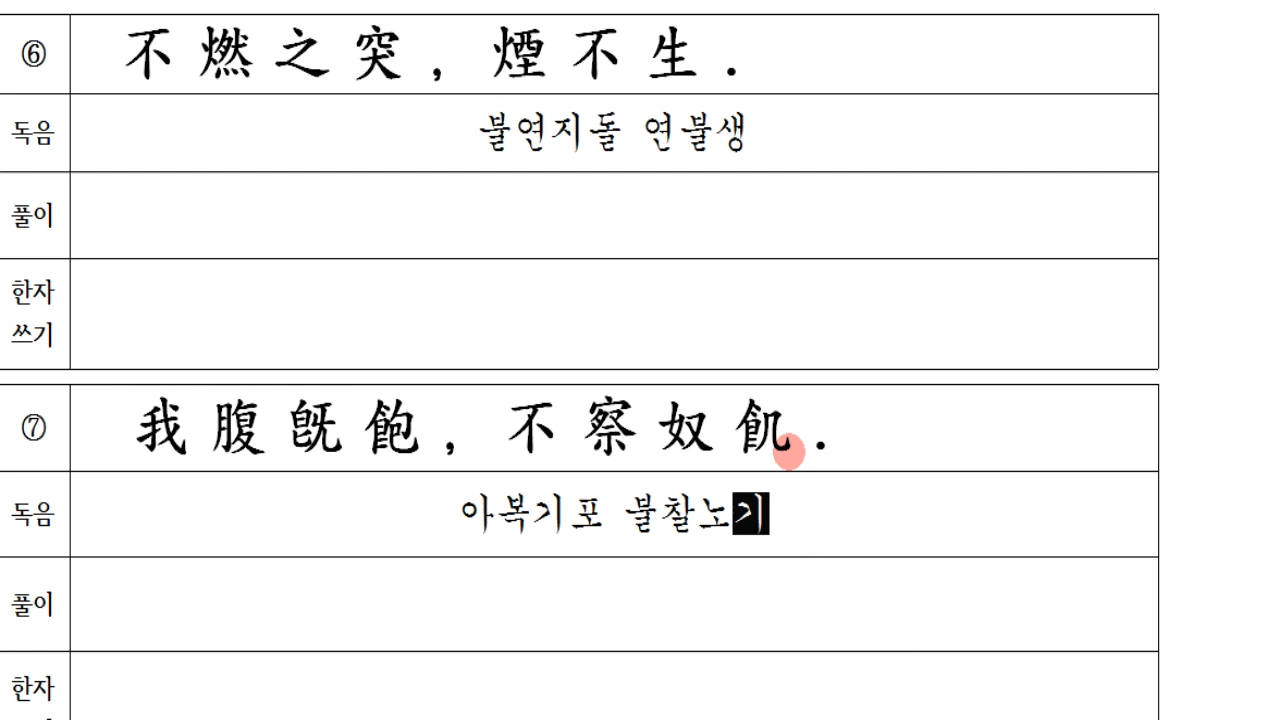 ⑥ 不燃之突, 煙不生.
독음 불연지돌 연불생
풀이
한자
쓰기
⑦ 我腹旣飽, 不察奴飢.
독음 아복기포 불찰노기
풀이
한자